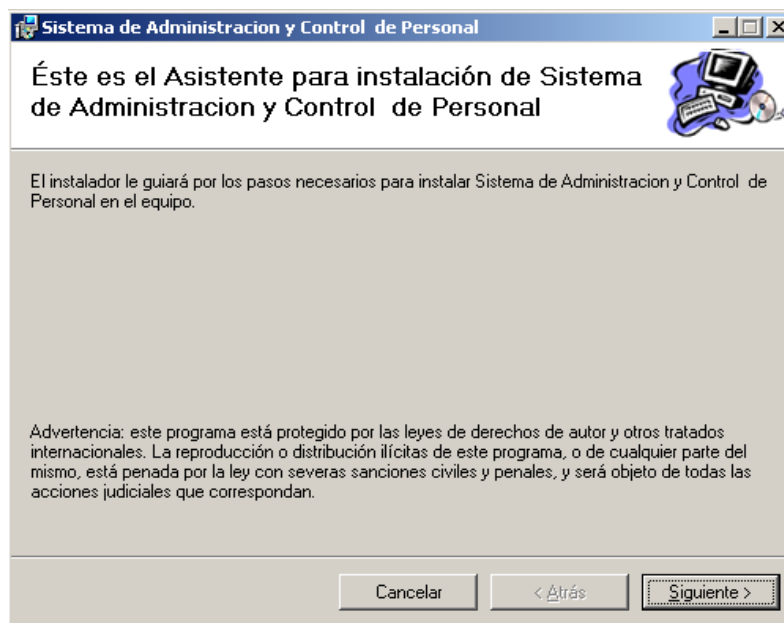 Sistema de Administracion y Control  de Personal
Éste es el Asistente para instalación de Sistema
de Administracion y Control  de Personal
El instalador le guiará por los pasos necesarios para instalar Sistema de Administracion y Control  de
Personal en el equipo.
Advertencia: este programa está protegido por las leyes de derechos de autor y otros tratados
internacionales. La reproducción o distribución ilícitas de este programa, o de cualquier parte del
mismo, está penada por la ley con severas sanciones civiles y penales, y será objeto de todas las
acciones judiciales que correspondan.
Cancelar < Atrás Siguiente >